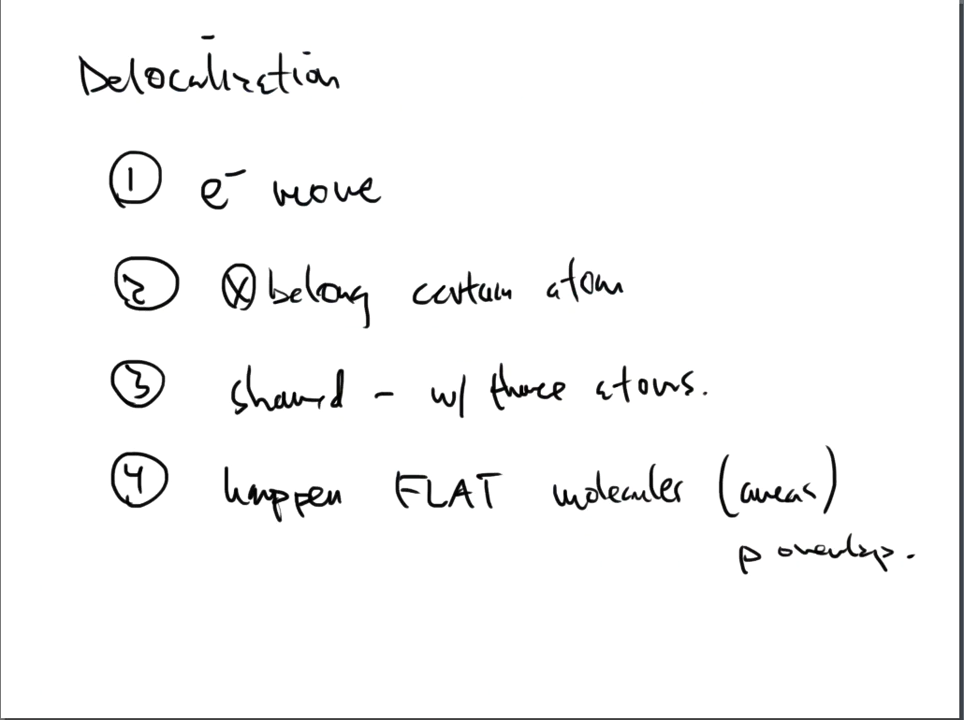 Delocalization
① e⁻ move
② ⓧ belong certain atom
③ shared - w/ three atoms.
④ happen FLAT molecules (areas)
p overlap.